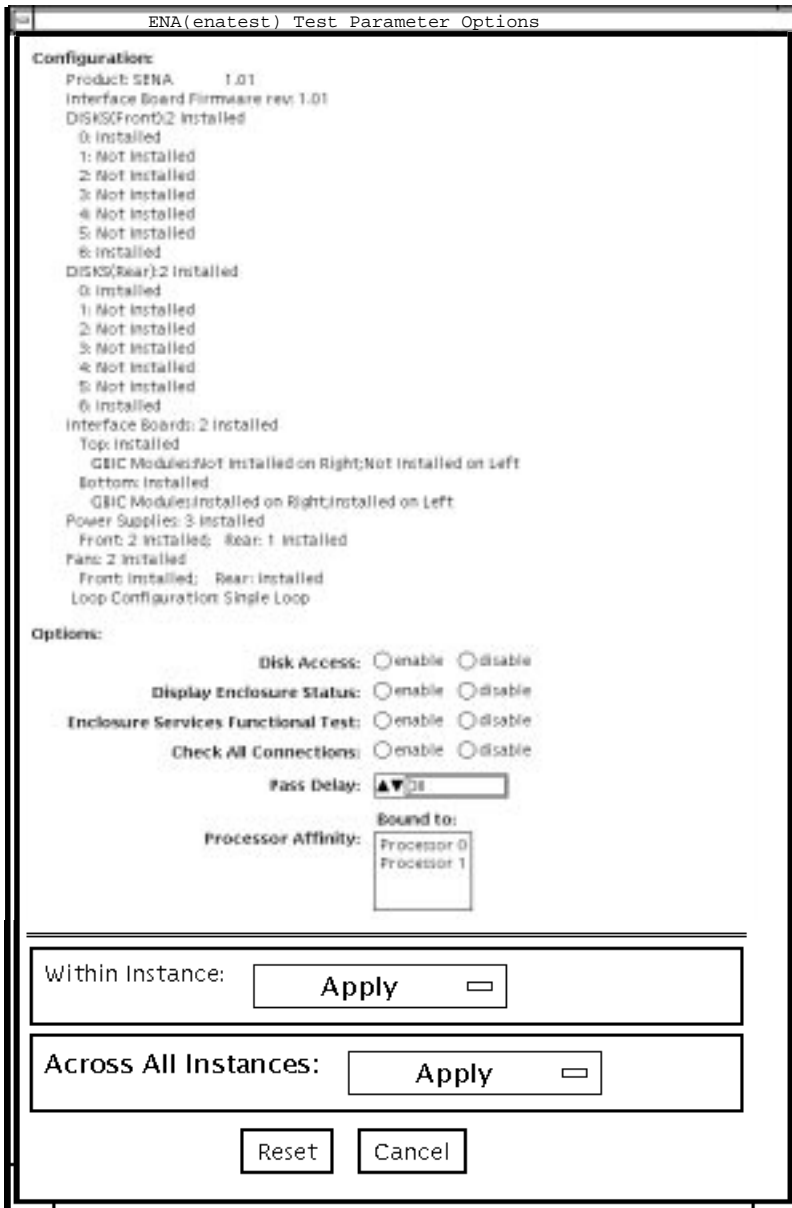 ENA(enatest) Test Parameter Options
Configuration:
Product: SENA 1.01
Interface Board Firmware rev: 1.01
DISKS(Front):2 Installed
0: Installed
1: Not Installed
2: Not Installed
3: Not Installed
4: Not Installed
5: Not Installed
6: Installed
DISKS(Rear):2 Installed
0: Installed
1: Not Installed
2: Not Installed
3: Not Installed
4: Not Installed
5: Not Installed
6: Installed
Interface Boards: 2 Installed
Top: Installed
GBIC Modules:Not Installed on Right;Not Installed on Left
Bottom: Installed
GBIC Modules:Installed on Right;Installed on Left
Power Supplies: 3 Installed
Front: 2 Installed; Rear: 1 Installed
Fans: 2 Installed
Front: Installed; Rear: Installed
Loop Configuration: Single Loop
Options:
Disk Access: enable disable
Display Enclosure Status: enable disable
Enclosure Services Functional Test: enable disable
Check All Connections: enable disable
Pass Delay:
Bound to:
Processor Affinity: Processor 0
Processor 1
Within Instance: Apply
Across All Instances: Apply
Reset Cancel